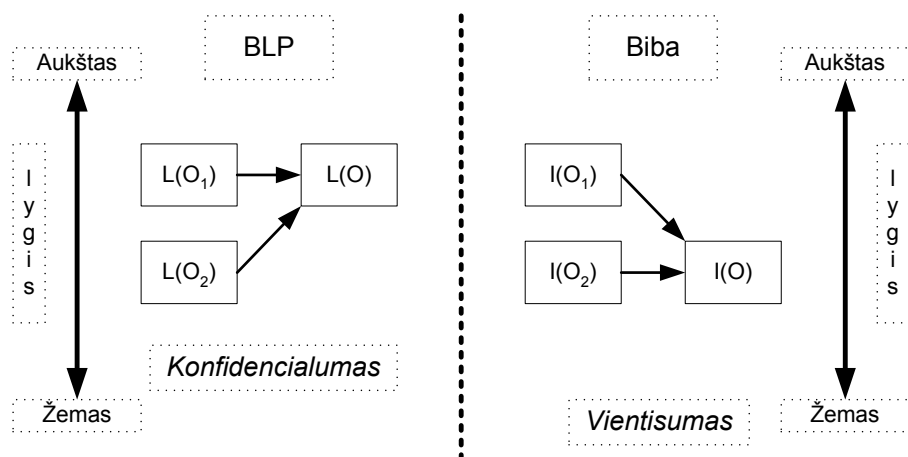 BLP
Biba
Aukštas
Aukštas
l
y
g
i
s
L(O₁)
L(O)
L(O₂)
I(O₁)
I(O₂)
I(O)
l
y
g
i
s
Konfidencialumas
Žemas
Vientisumas
Žemas